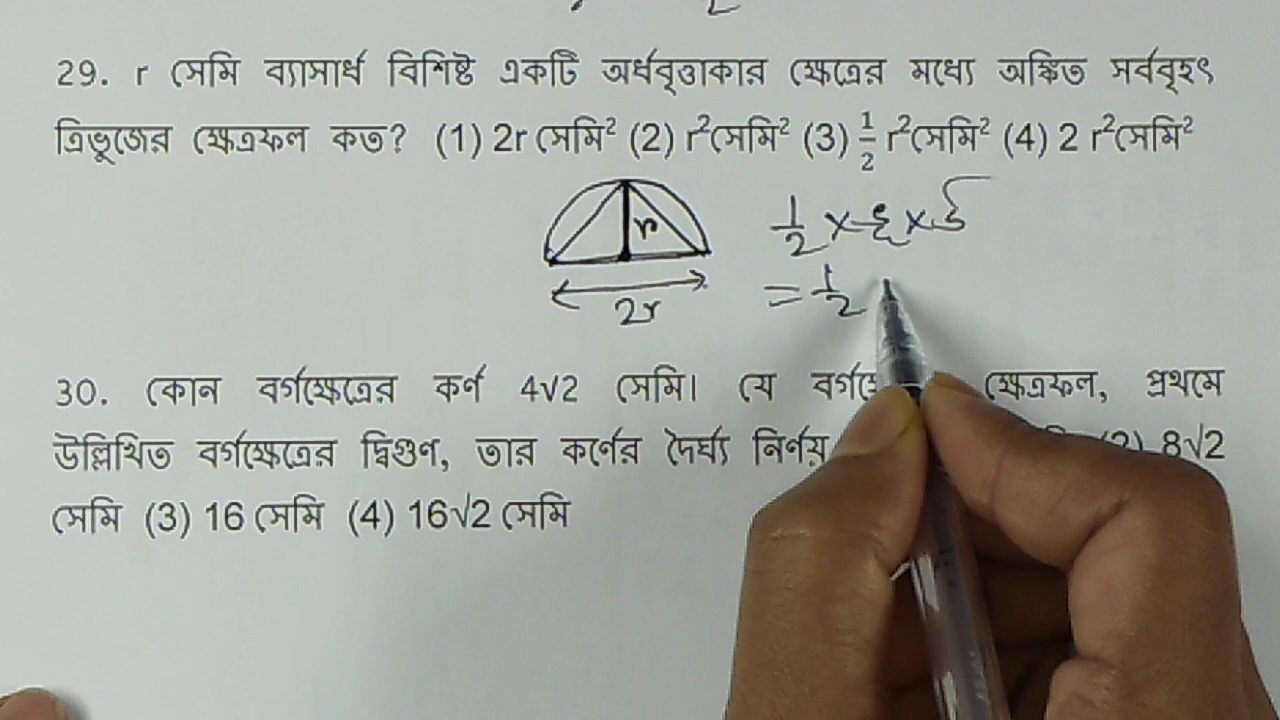 29. r সেমি ব্যাসার্ধ বিশিষ্ট একটি অর্ধবৃত্তাকার ক্ষেত্রের মধ্যে অঙ্কিত সর্ববৃহৎ
ত্রিভুজের ক্ষেত্রফল কত? (1) 2r সেমি² (2) r²সেমি² (3) ½ r²সেমি² (4) 2 r²সেমি²
r
2r
½ ×
= ½
30. কোন বর্গক্ষেত্রের কর্ণ 4√2 সেমি। যে ক্ষেত্রফল, প্রথমে
উল্লিখিত বর্গক্ষেত্রের দ্বিগুণ, তার কর্ণের দৈর্ঘ্য নির্ণয় (2) 8√2
সেমি (3) 16 সেমি (4) 16√2 সেমি